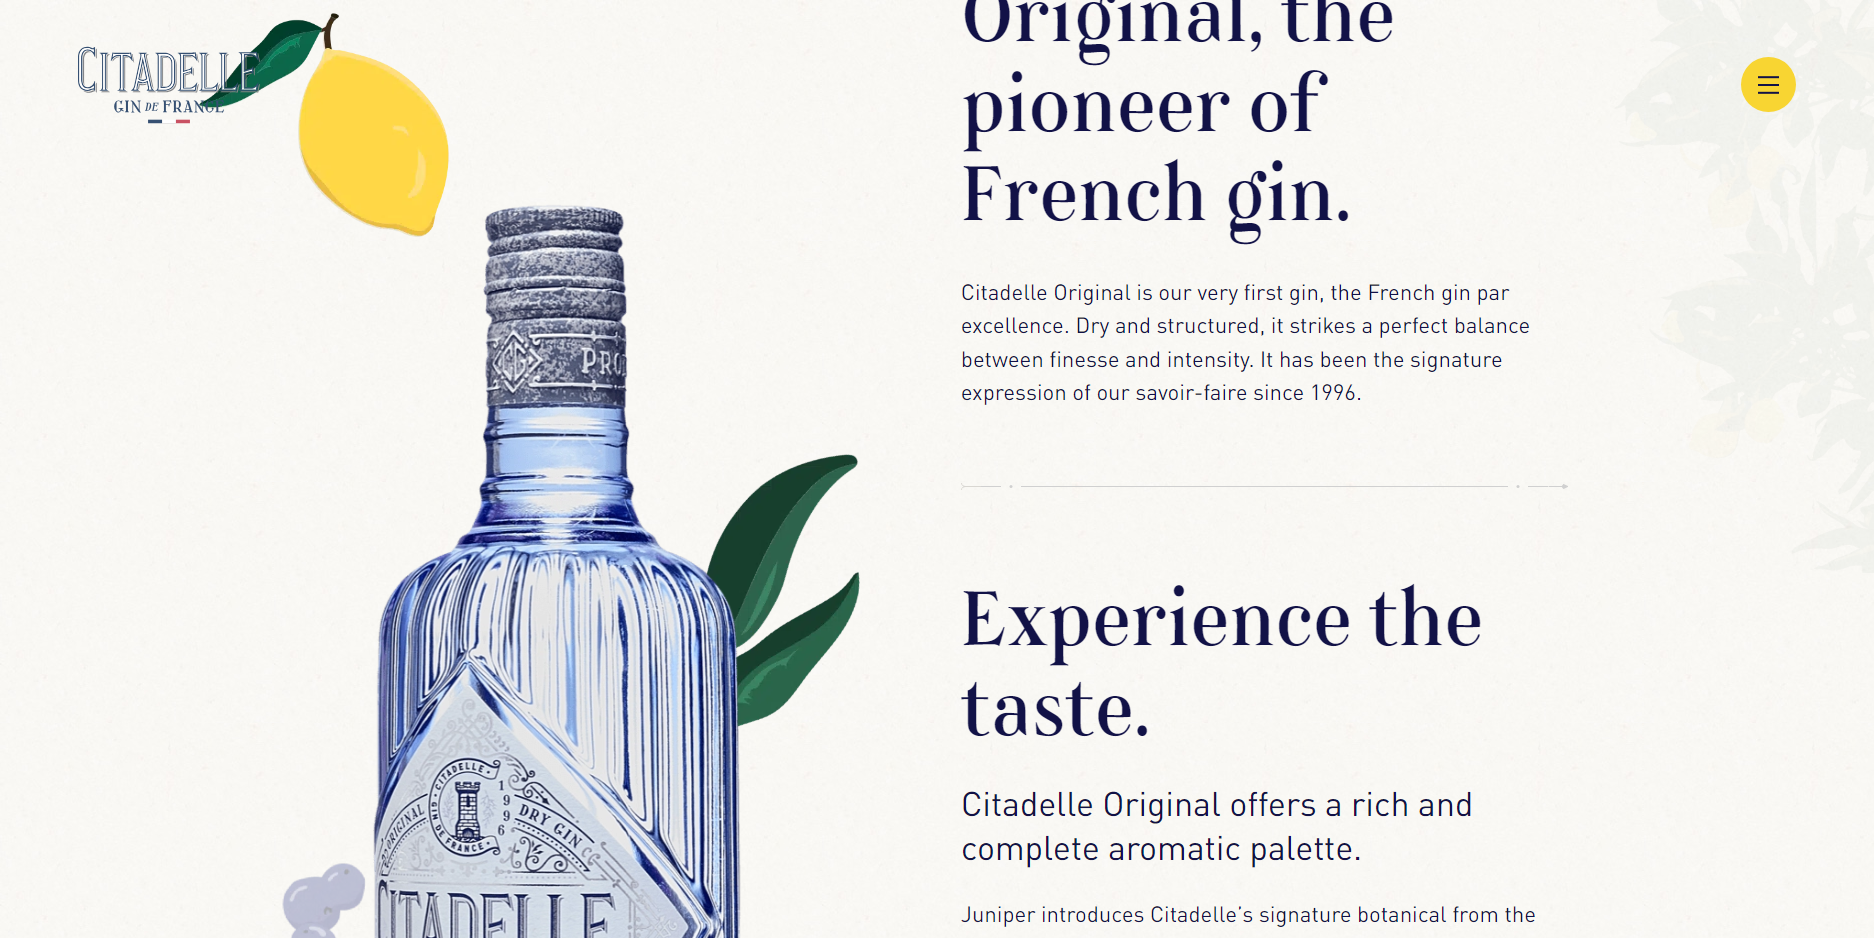 CITADELLE
GIN DE FRANCE
Original, the
pioneer of
French gin.
Citadelle Original is our very first gin, the French gin par
excellence. Dry and structured, it strikes a perfect balance
between finesse and intensity. It has been the signature
expression of our savoir-faire since 1996.
Experience the
taste.
Citadelle Original offers a rich and
complete aromatic palette.
Juniper introduces Citadelle’s signature botanical from the
PRO
CITADELLE
GIN DE FRANCE
1996
ORIGINAL
DRY GIN
CITADELLE